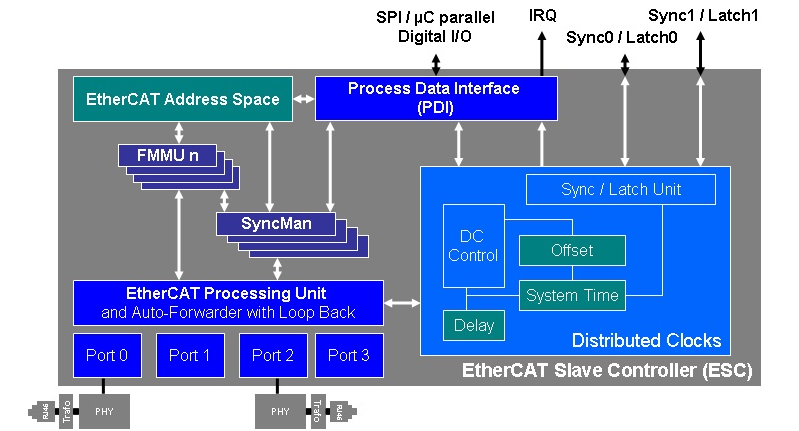 SPI / µC parallel
Digital I/O
IRQ
Sync0 / Latch0
Sync1 / Latch1
EtherCAT Address Space
Process Data Interface
(PDI)
FMMU n
SyncMan
Sync / Latch Unit
DC
Control
Offset
System Time
Delay
Distributed Clocks
EtherCAT Processing Unit
and Auto-Forwarder with Loop Back
Port 0
Port 1
Port 2
Port 3
EtherCAT Slave Controller (ESC)
RJ46
Trafo
PHY
PHY
Trafo
RJ46